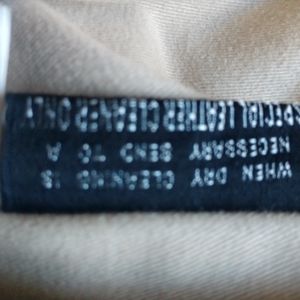 WHEN DRY
CLEANING IS
NECESSARY
SEND TO A
SPECIAL LEATHER CLEANER ONLY